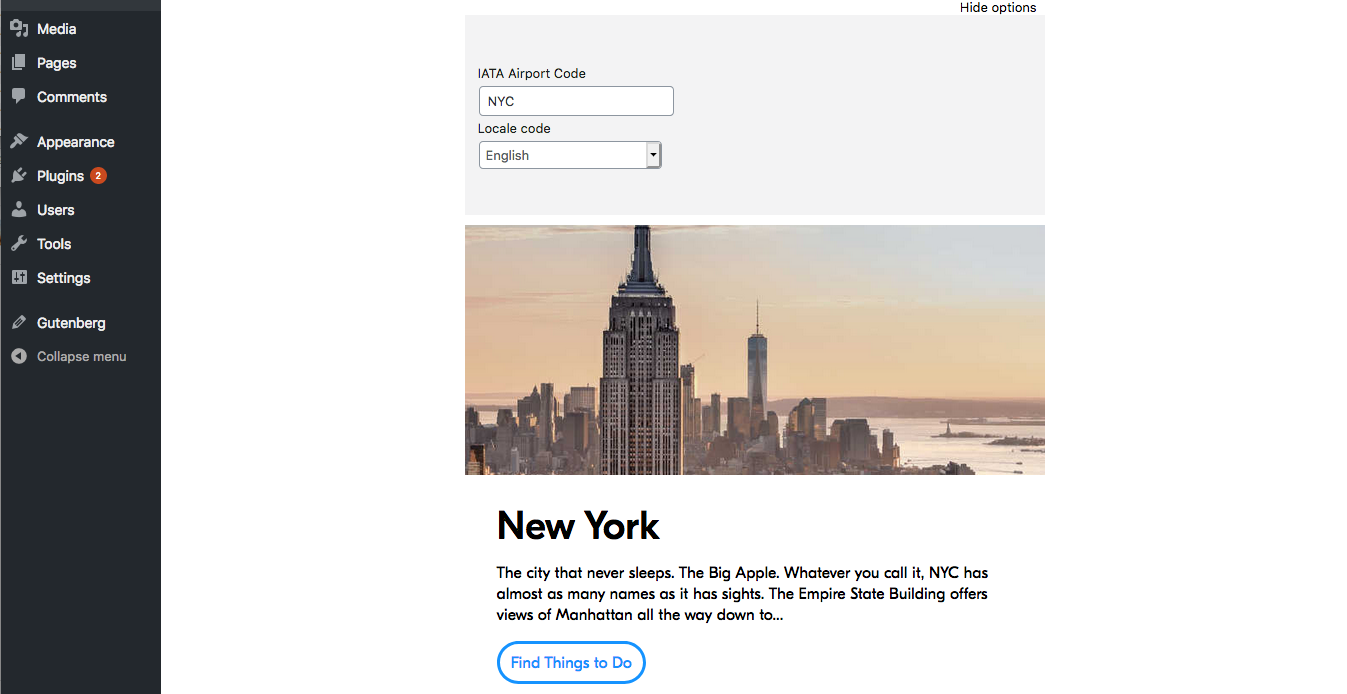 Media
Pages
Comments
Appearance
Plugins 2
Users
Tools
Settings
Gutenberg
Collapse menu
Hide options
IATA Airport Code
NYC
Locale code
English
New York
The city that never sleeps. The Big Apple. Whatever you call it, NYC has
almost as many names as it has sights. The Empire State Building offers
views of Manhattan all the way down to...
Find Things to Do